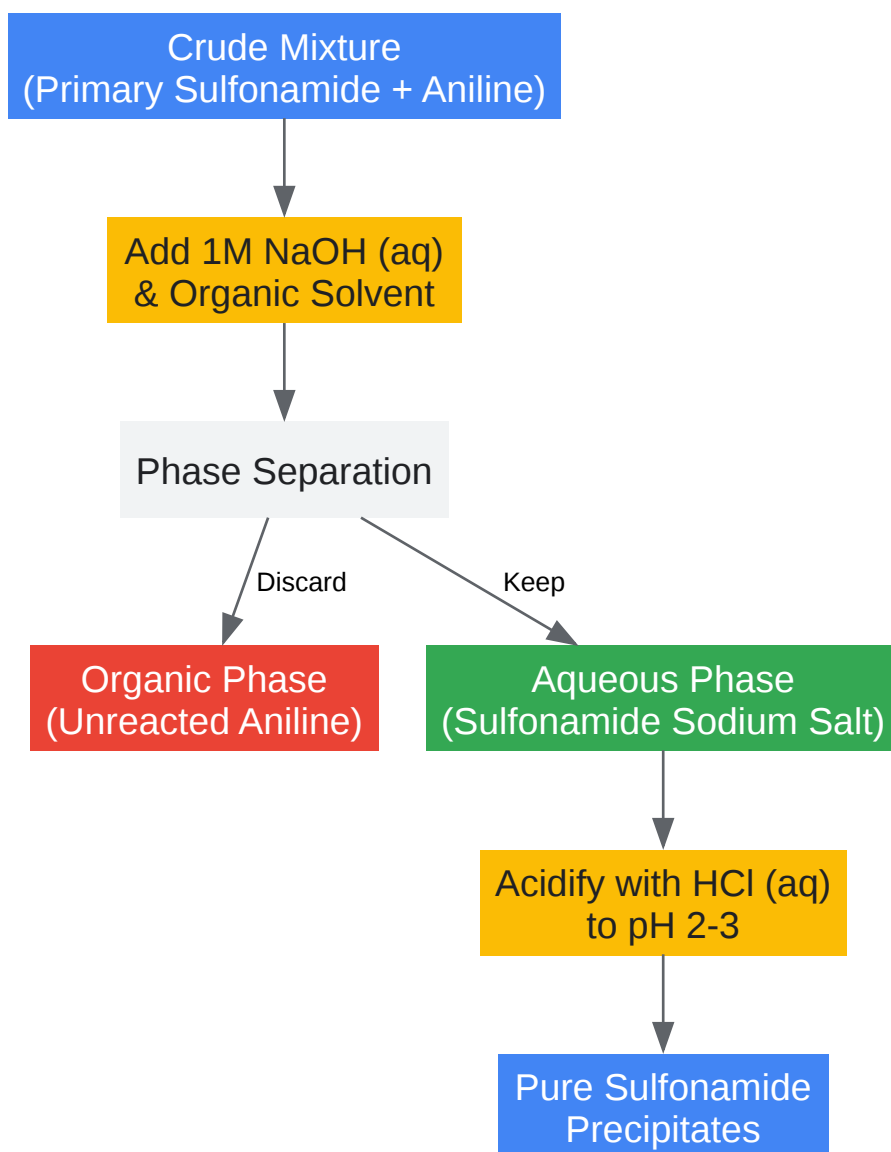 Crude Mixture
(Primary Sulfonamide + Aniline)
Add 1M NaOH (aq)
& Organic Solvent
Phase Separation
Discard
Keep
Organic Phase
(Unreacted Aniline)
Aqueous Phase
(Sulfonamide Sodium Salt)
Acidify with HCl (aq)
to pH 2-3
Pure Sulfonamide
Precipitates